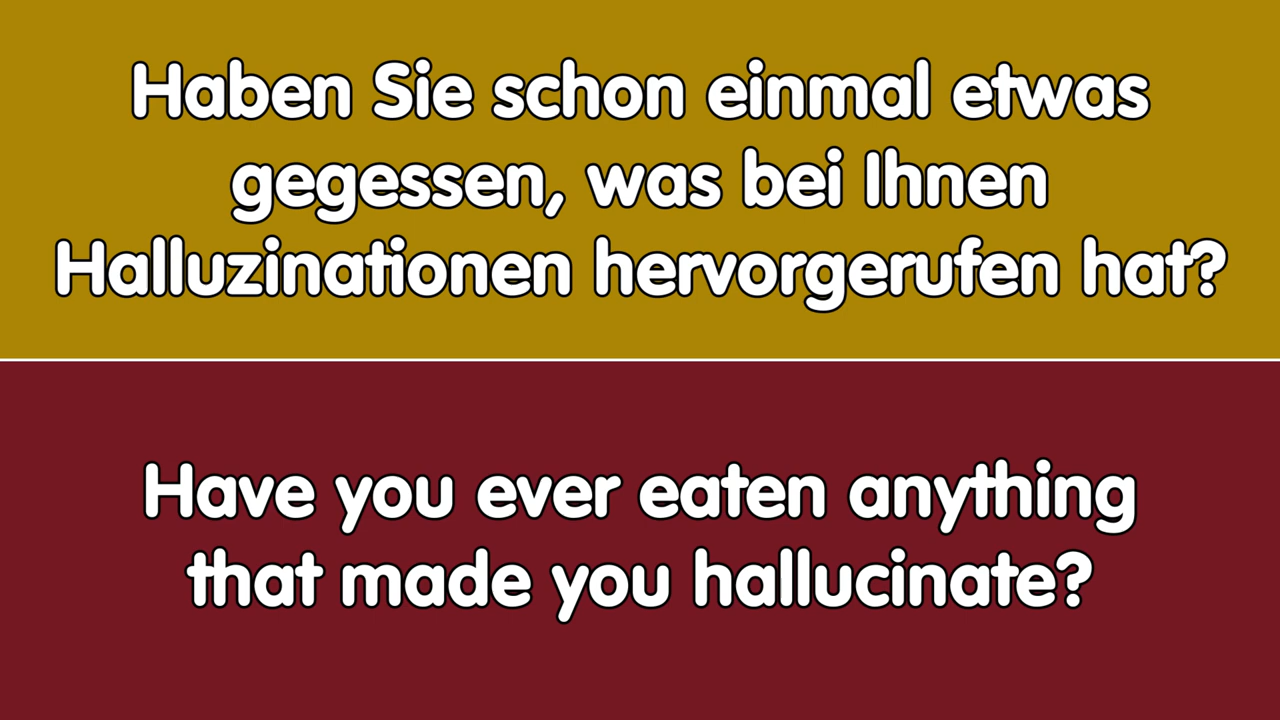 Haben Sie schon einmal etwas
gegessen, was bei Ihnen
Halluzinationen hervorgerufen hat?
Have you ever eaten anything
that made you hallucinate?